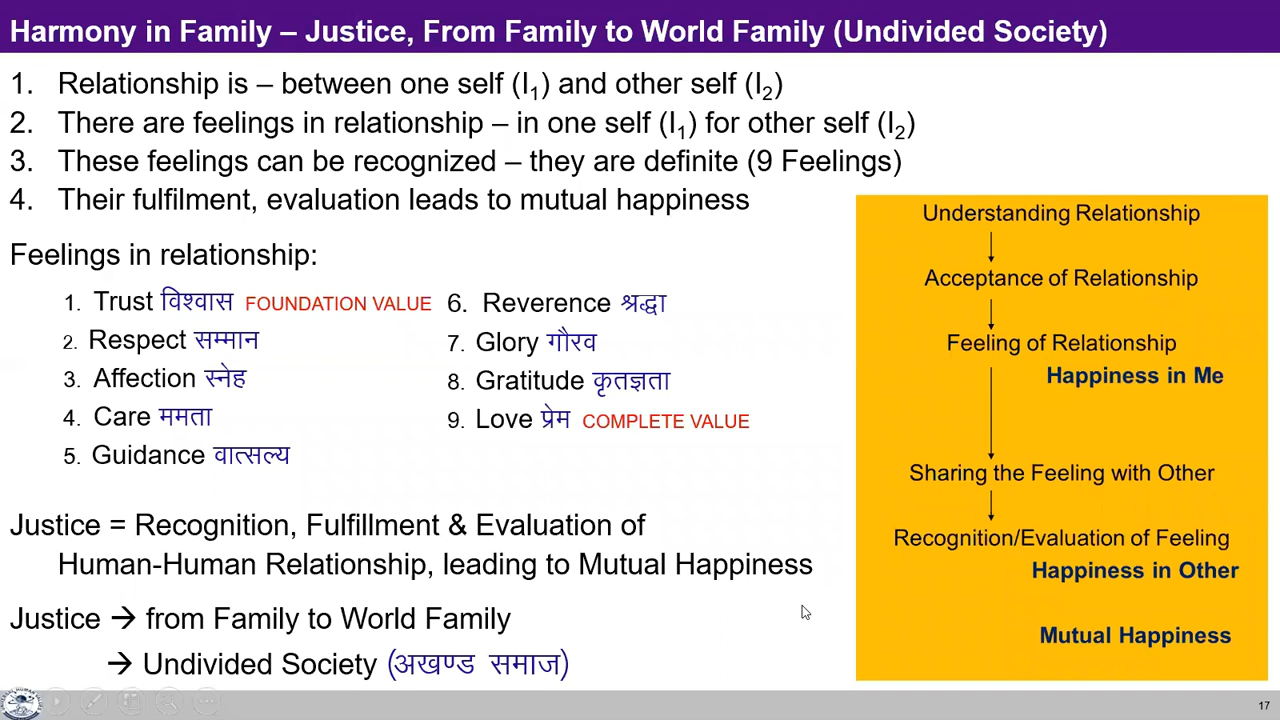 Harmony in Family – Justice, From Family to World Family (Undivided Society)
1. Relationship is – between one self (I1) and other self (I2)
2. There are feelings in relationship – in one self (I1) for other self (I2)
3. These feelings can be recognized – they are definite (9 Feelings)
4. Their fulfilment, evaluation leads to mutual happiness
Feelings in relationship:
1. Trust विश्वास FOUNDATION VALUE
2. Respect सम्मान
3. Affection स्नेह
4. Care ममता
5. Guidance वात्सल्य
6. Reverence श्रद्धा
7. Glory गौरव
8. Gratitude कृतज्ञता
9. Love प्रेम COMPLETE VALUE
Justice = Recognition, Fulfillment & Evaluation of
Human-Human Relationship, leading to Mutual Happiness
Justice → from Family to World Family
→ Undivided Society (अखण्ड समाज)
Understanding Relationship
Acceptance of Relationship
Feeling of Relationship
Happiness in Me
Sharing the Feeling with Other
Recognition/Evaluation of Feeling
Happiness in Other
Mutual Happiness
17